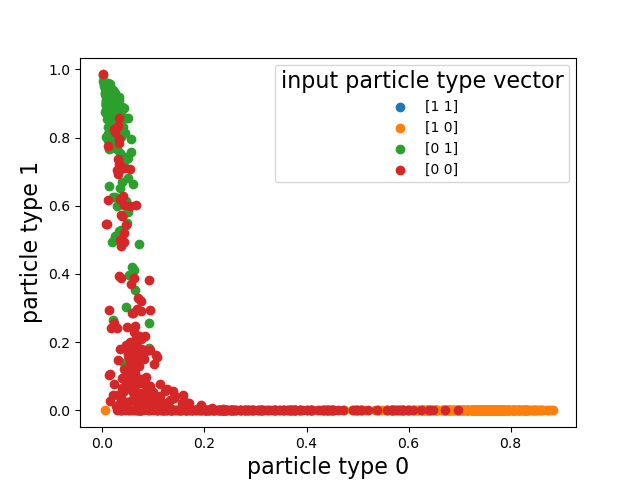 input particle type vector
[1 1]
[1 0]
[0 1]
[0 0]
particle type 1
1.0
0.8
0.6
0.4
0.2
0.0
0.0 0.2 0.4 0.6 0.8
particle type 0